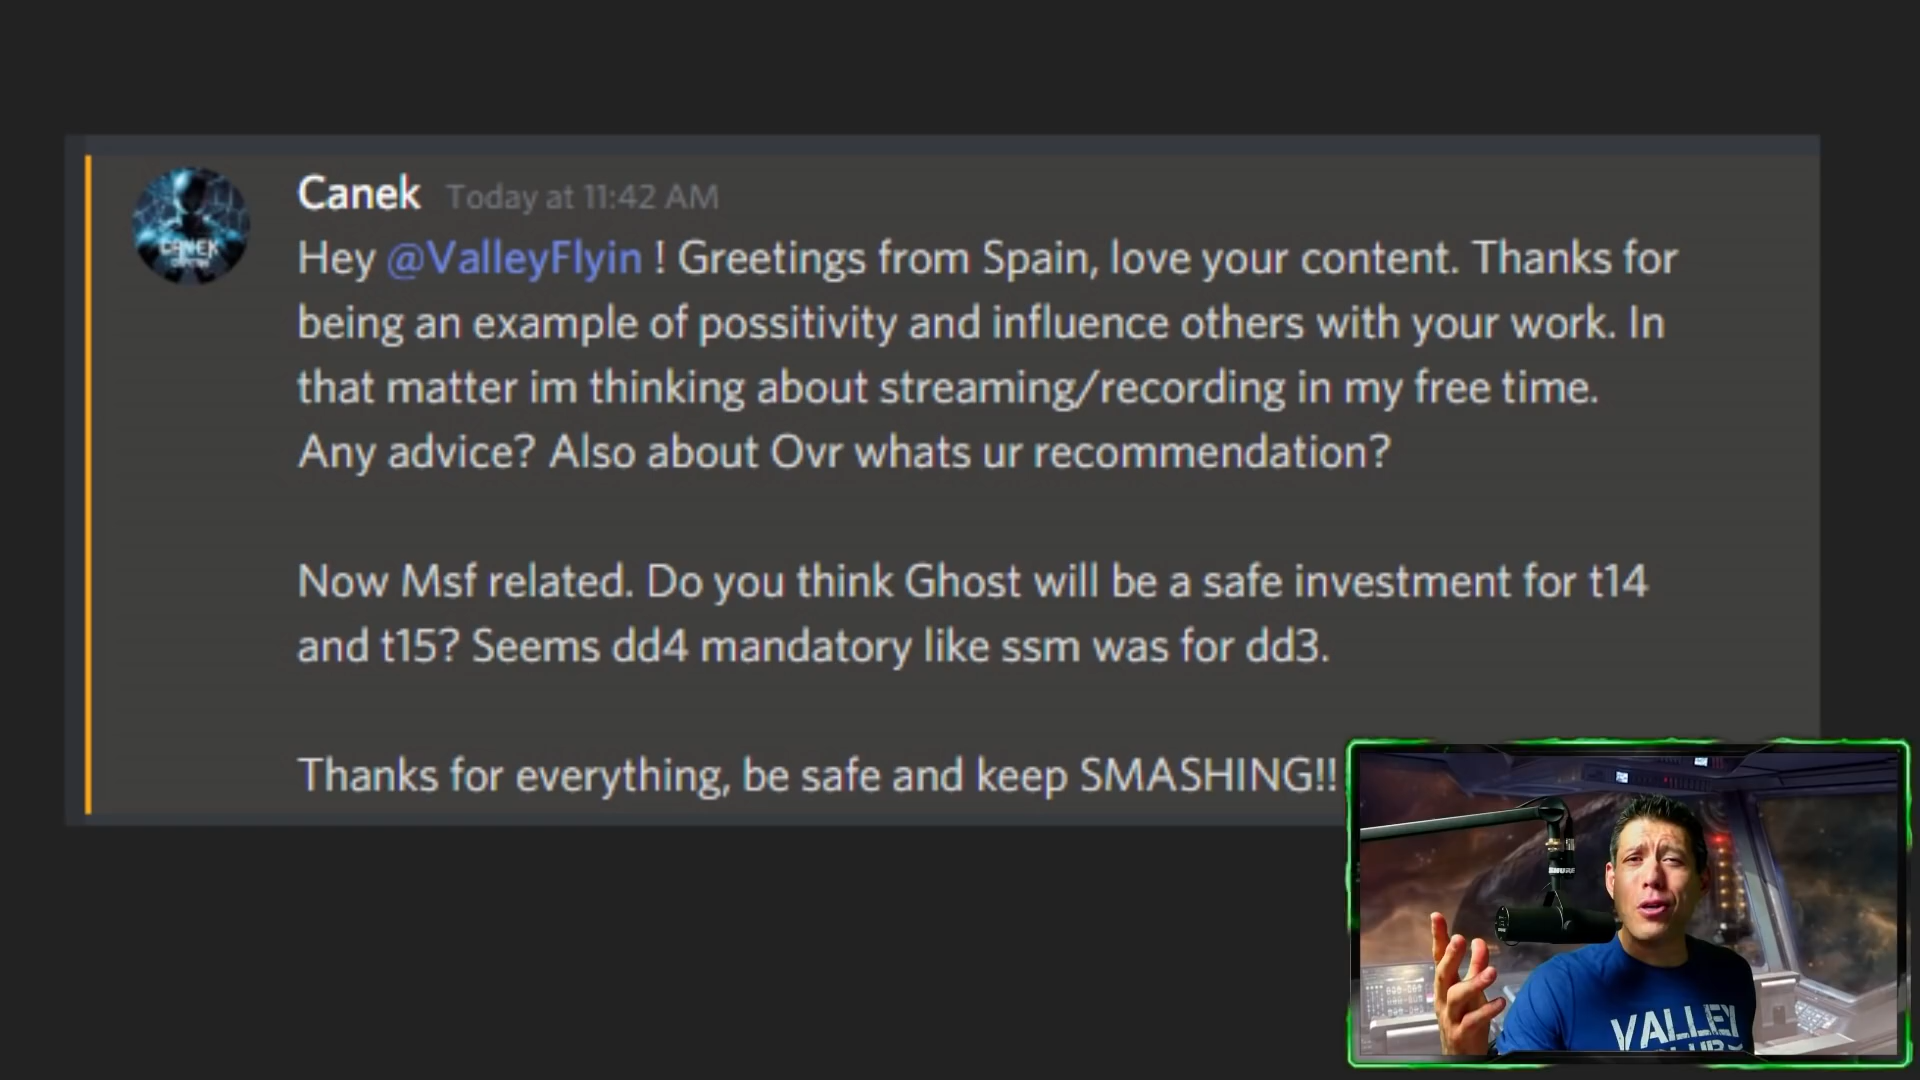 Canek Today at 11:42 AM
Hey @ValleyFlyin ! Greetings from Spain, love your content. Thanks for
being an example of possitivity and influence others with your work. In
that matter im thinking about streaming/recording in my free time.
Any advice? Also about Ovr whats ur recommendation?
Now Msf related. Do you think Ghost will be a safe investment for t14
and t15? Seems dd4 mandatory like ssm was for dd3.
Thanks for everything, be safe and keep SMASHING!!
CANEK
SHURE
VALLEY